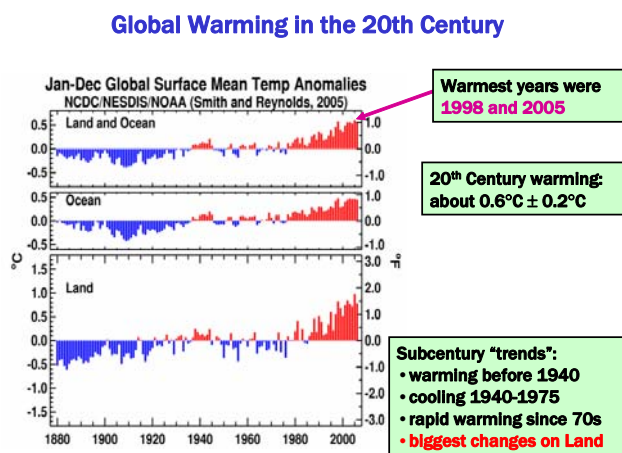 Global Warming in the 20th Century
Jan-Dec Global Surface Mean Temp Anomalies
NCDC/NESDIS/NOAA (Smith and Reynolds, 2005)
Warmest years were
1998 and 2005
20th Century warming:
about 0.6°C ± 0.2°C
Land and Ocean
0.5
0.0
-0.5
1.0
0.0
-1.0
Ocean
0.5
0.0
-0.5
1.0
0.0
-1.0
°C
°F
Land
1.5
1.0
0.5
0.0
-0.5
-1.0
-1.5
3.0
2.0
1.0
0.0
-1.0
-2.0
-3.0
1880 1900 1920 1940 1960 1980 2000
Subcentury “trends”:
• warming before 1940
• cooling 1940-1975
• rapid warming since 70s
• biggest changes on Land